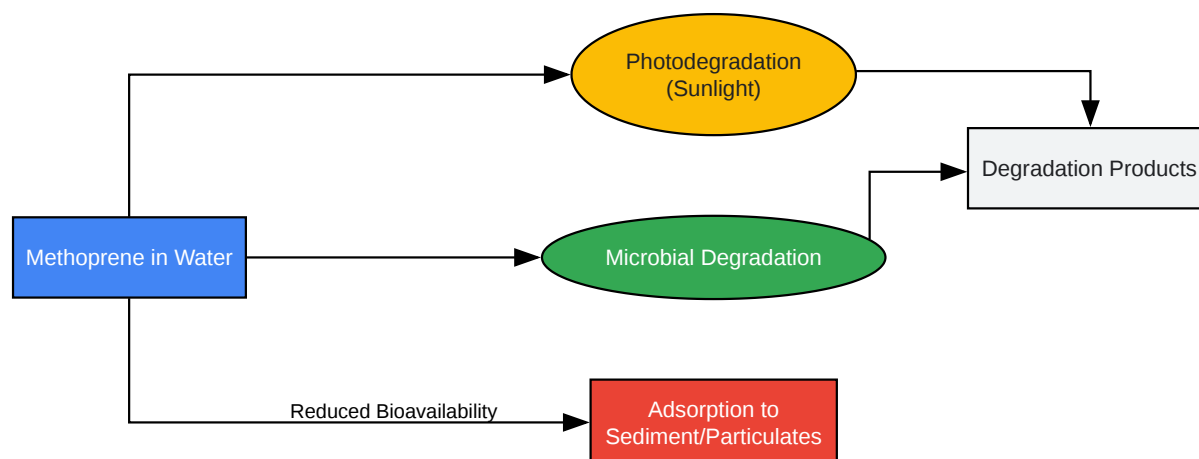 Photodegradation
(Sunlight)
Degradation Products
Methoprene in Water
Microbial Degradation
Reduced Bioavailability
Adsorption to
Sediment/Particulates